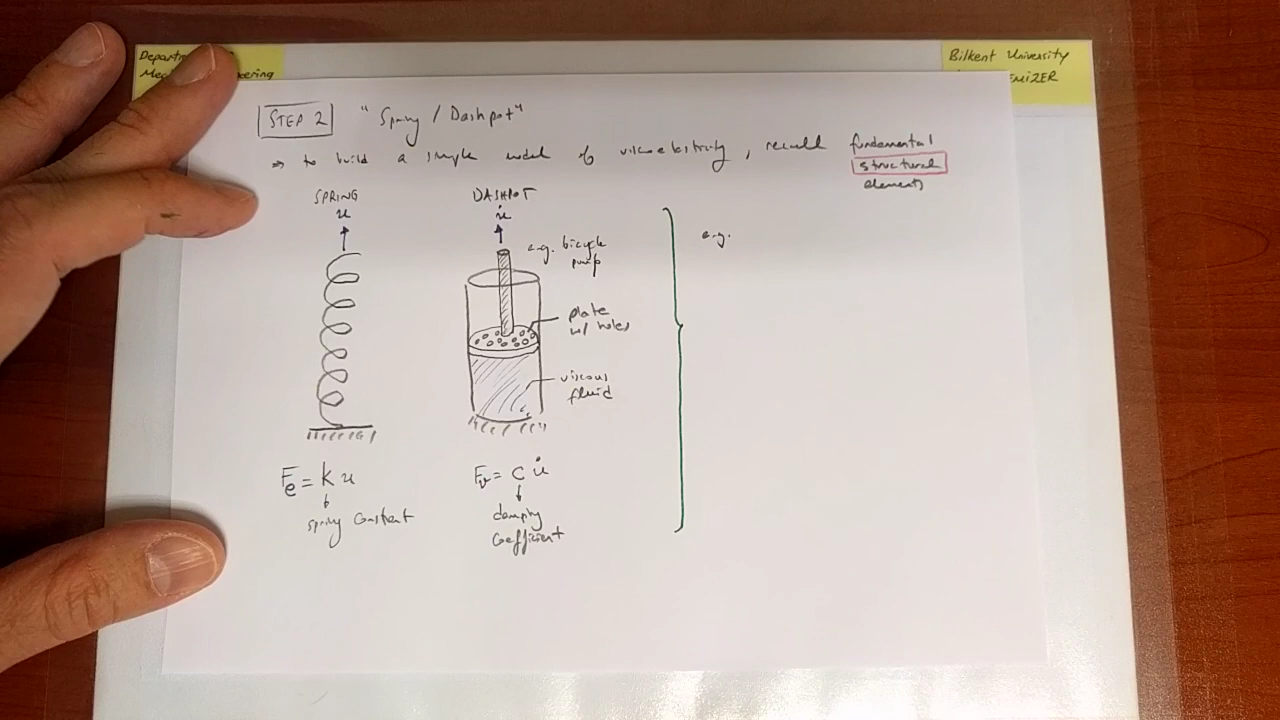 Bilkent University
STEP 2 "Spring / Dashpot"
⇒ to build a simple model of viscoelasticity, recall fundamental
structural
elements
SPRING
u
DASHPOT
u̇
e.g. bicycle
pump
plate
w/ holes
viscous
fluid
e.g.
Fe = k u
spring constant
Fv = c u̇
damping
coefficient